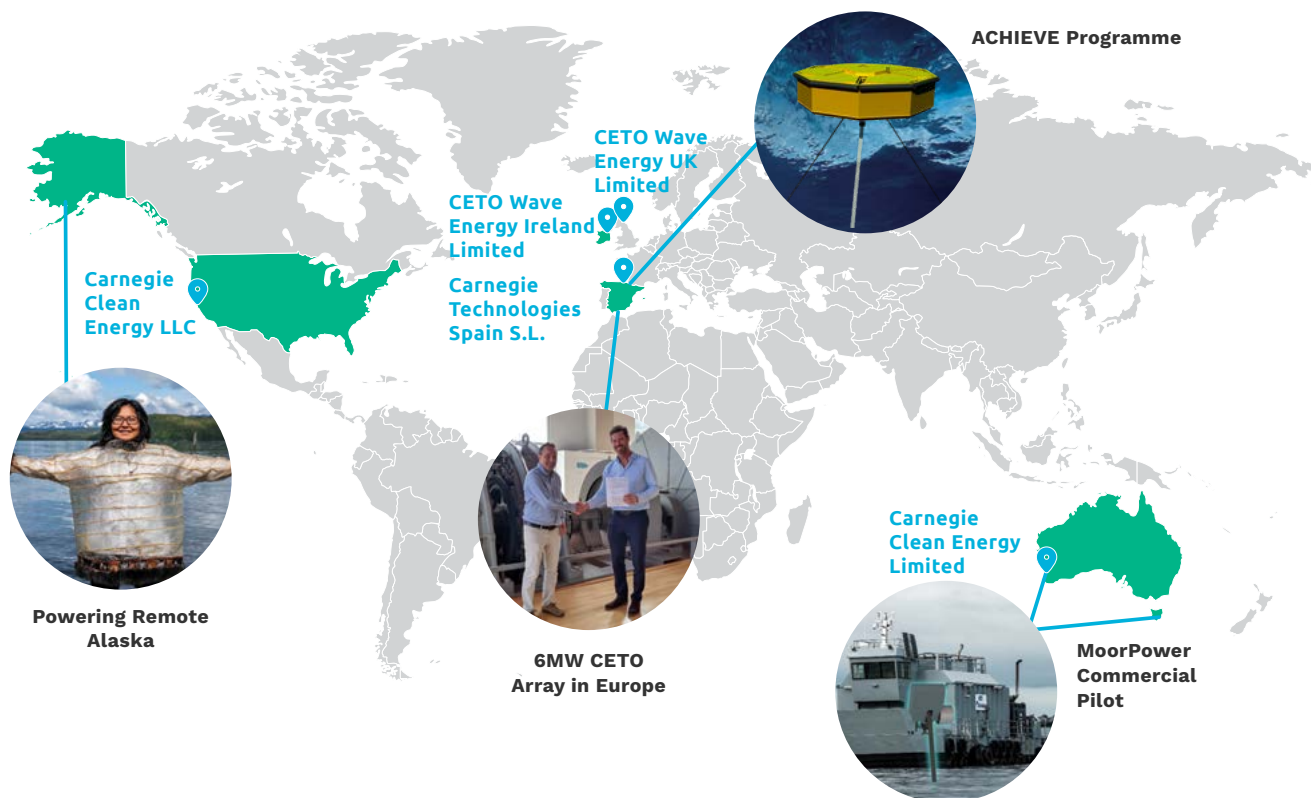 ACHIEVE Programme
CETO Wave
Energy UK
Limited
CETO Wave
Energy Ireland
Limited
Carnegie
Clean
Energy LLC
Carnegie
Technologies
Spain S.L.
Powering Remote
Alaska
6MW CETO
Array in Europe
Carnegie
Clean Energy
Limited
MoorPower
Commercial
Pilot